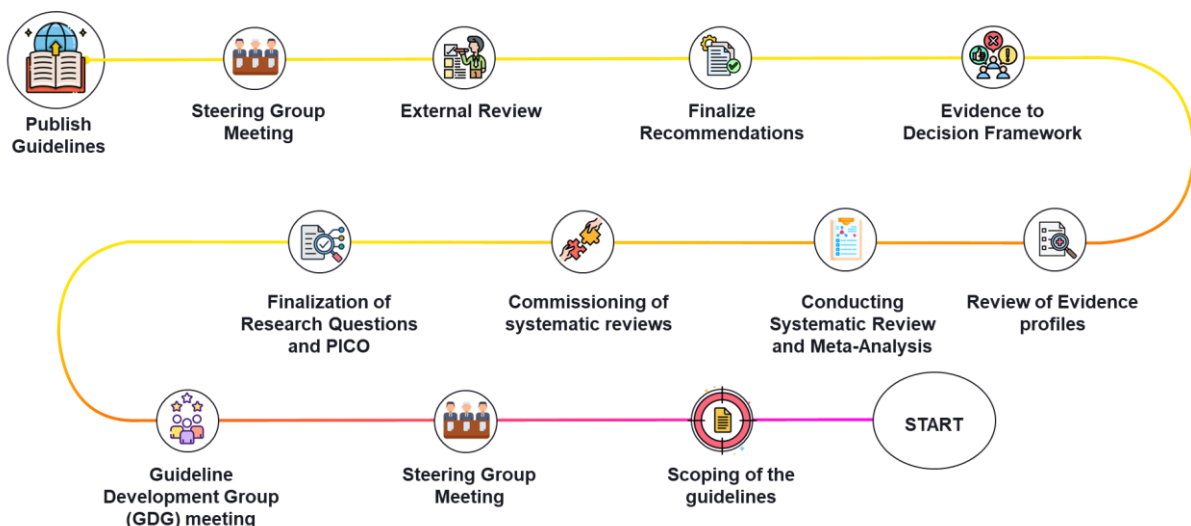 Publish
Guidelines
Steering Group
Meeting
External Review
Finalize
Recommendations
Evidence to
Decision Framework
Finalization of
Research Questions
and PICO
Commissioning of
systematic reviews
Conducting
Systematic Review
and Meta-Analysis
Review of Evidence
profiles
Guideline
Development Group
(GDG) meeting
Steering Group
Meeting
Scoping of the
guidelines
START